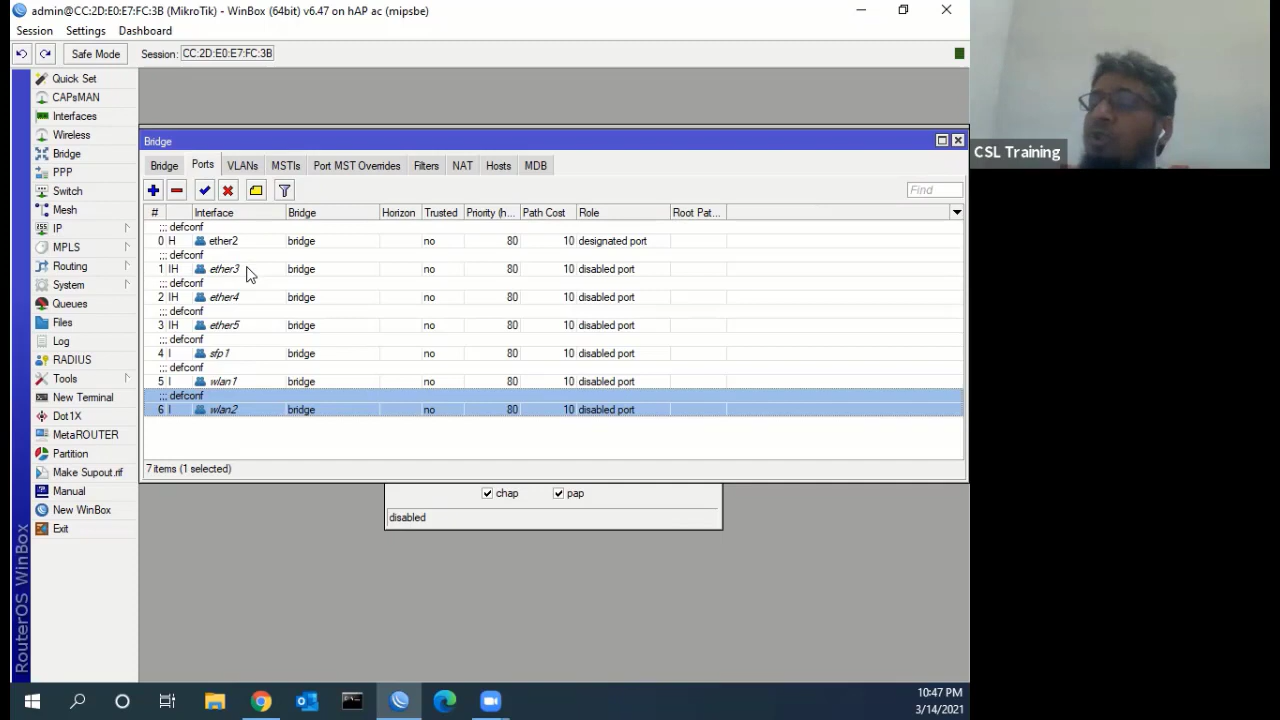 admin@CC:2D:E0:E7:FC:3B (MikroTik) - WinBox (64bit) v6.47 on hAP ac (mipsbe)
Session Settings Dashboard
Safe Mode Session: CC:2D:E0:E7:FC:3B
Quick Set
CAPsMAN
Interfaces
Wireless
Bridge
PPP
Switch
Mesh
IP
MPLS
Routing
System
Queues
Files
Log
RADIUS
Tools
New Terminal
Dot1X
MetaROUTER
Partition
Make Supout.rif
Manual
New WinBox
Exit
RouterOS WinBox
Bridge
Bridge Ports VLANs MSTIs Port MST Overrides Filters NAT Hosts MDB
Find
# Interface Bridge Horizon Trusted Priority (h... Path Cost Role Root Pat...
;;; defconf
0 H ether2 bridge no 80 10 designated port
;;; defconf
1 IH ether3 bridge no 80 10 disabled port
;;; defconf
2 IH ether4 bridge no 80 10 disabled port
;;; defconf
3 IH ether5 bridge no 80 10 disabled port
;;; defconf
4 I sfp1 bridge no 80 10 disabled port
;;; defconf
5 I wlan1 bridge no 80 10 disabled port
;;; defconf
6 I wlan2 bridge no 80 10 disabled port
7 items (1 selected)
chap pap
disabled
CSL Training
10:47 PM
3/14/2021